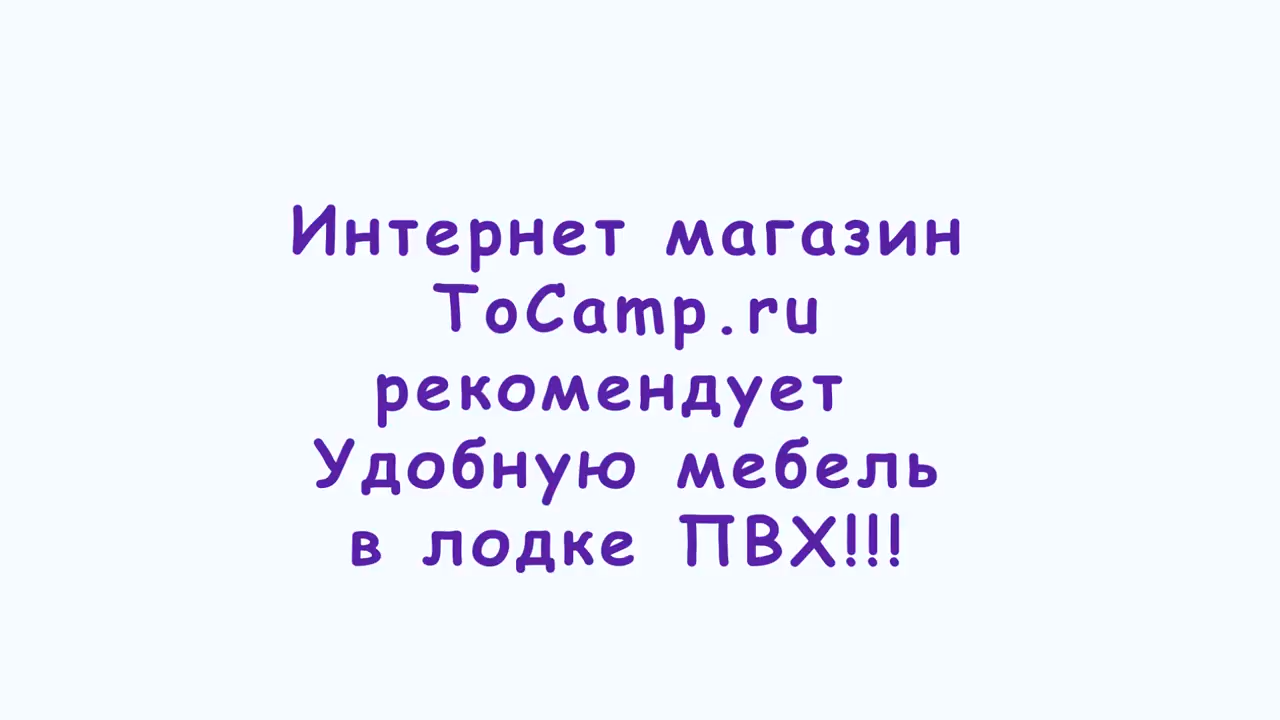 Интернет магазин
ToCamp.ru
рекомендует
Удобную мебель
в лодке ПВХ!!!